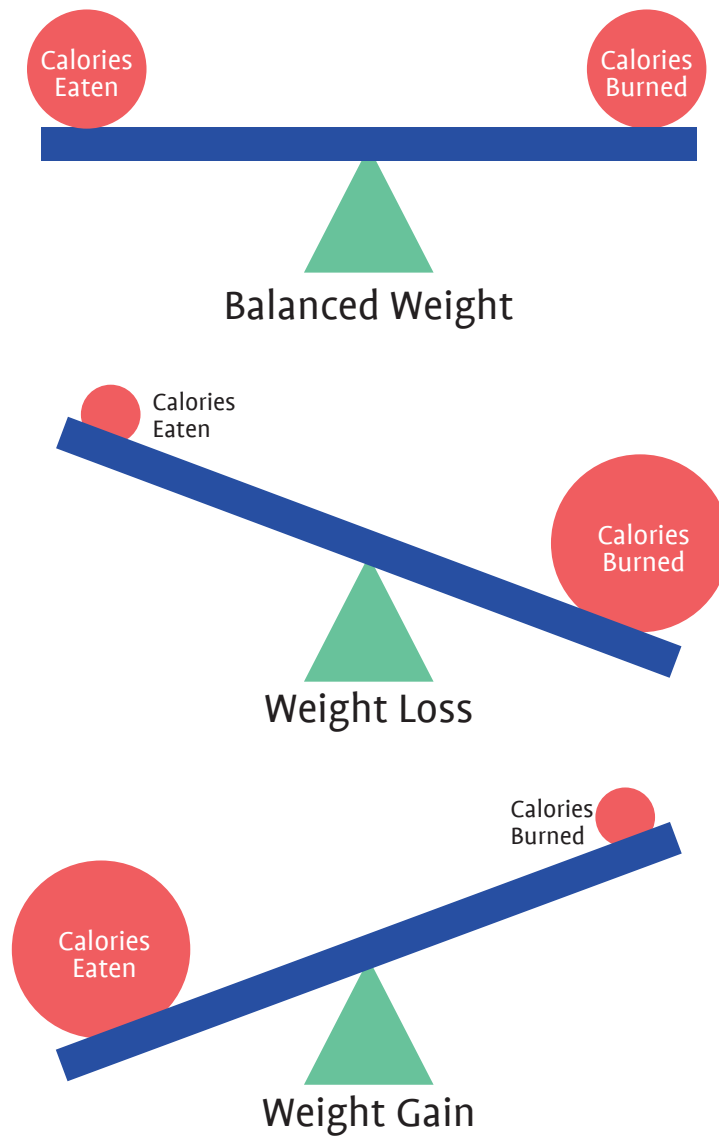 Calories
Eaten
Calories
Burned
Balanced Weight
Calories
Eaten
Calories
Burned
Weight Loss
Calories
Burned
Calories
Eaten
Weight Gain